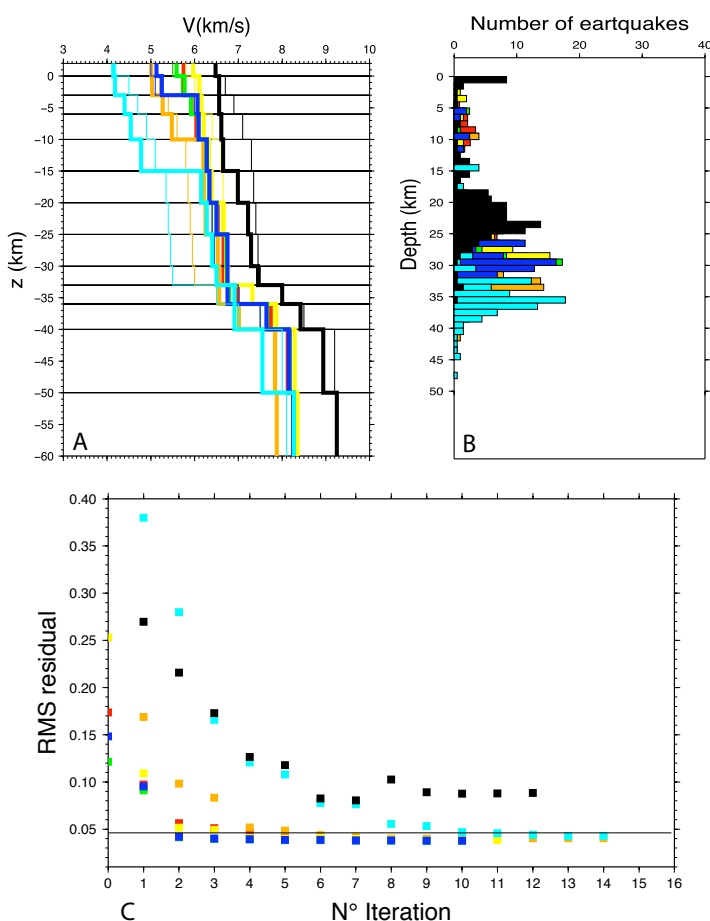 V(km/s)
3 4 5 6 7 8 9 10
0
−5
−10
−15
−20
−25
−30
−35
−40
−45
−50
−55
−60
z (km)
A
Number of eartquakes
0 10 20 30 40
0
5
10
15
20
25
30
35
40
45
50
Depth (km)
B
0.40
0.35
0.30
0.25
0.20
0.15
0.10
0.05
0
RMS residual
0 1 2 3 4 5 6 7 8 9 10 11 12 13 14 15 16
C
N° Iteration